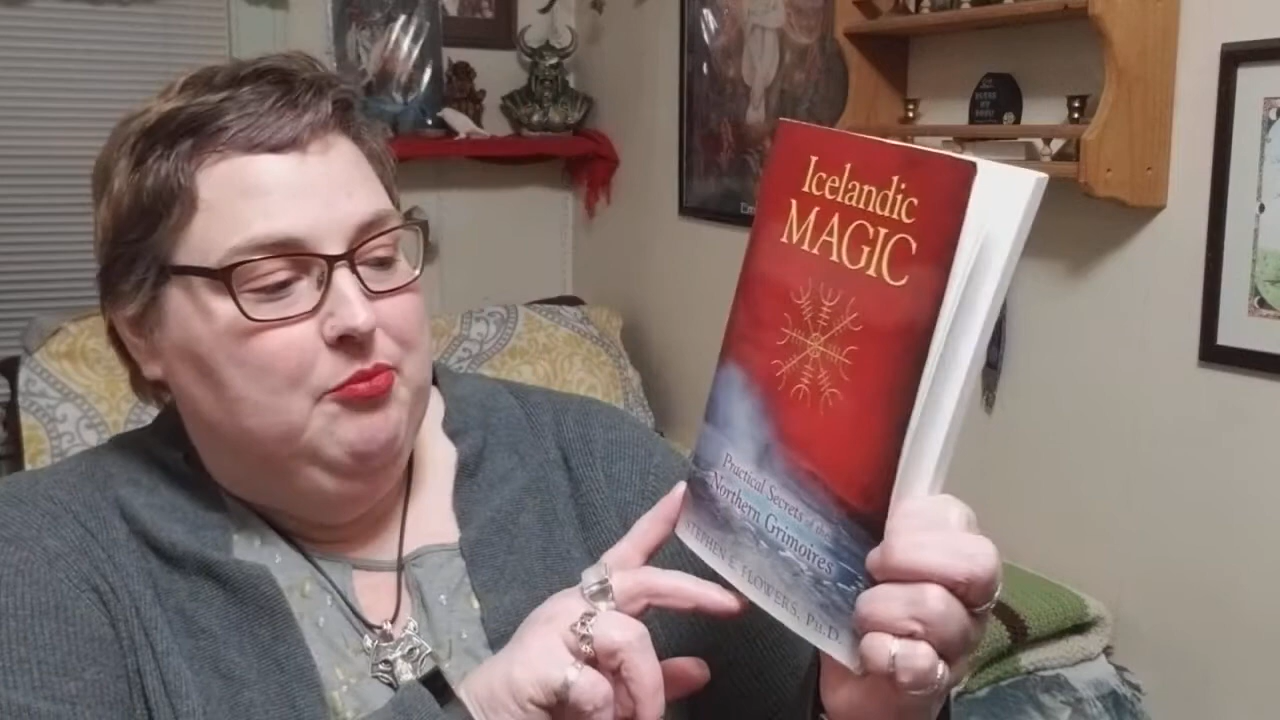 Icelandic
MAGIC
Practical Secrets of the
Northern Grimoires
STEPHEN E. FLOWERS, PH.D.